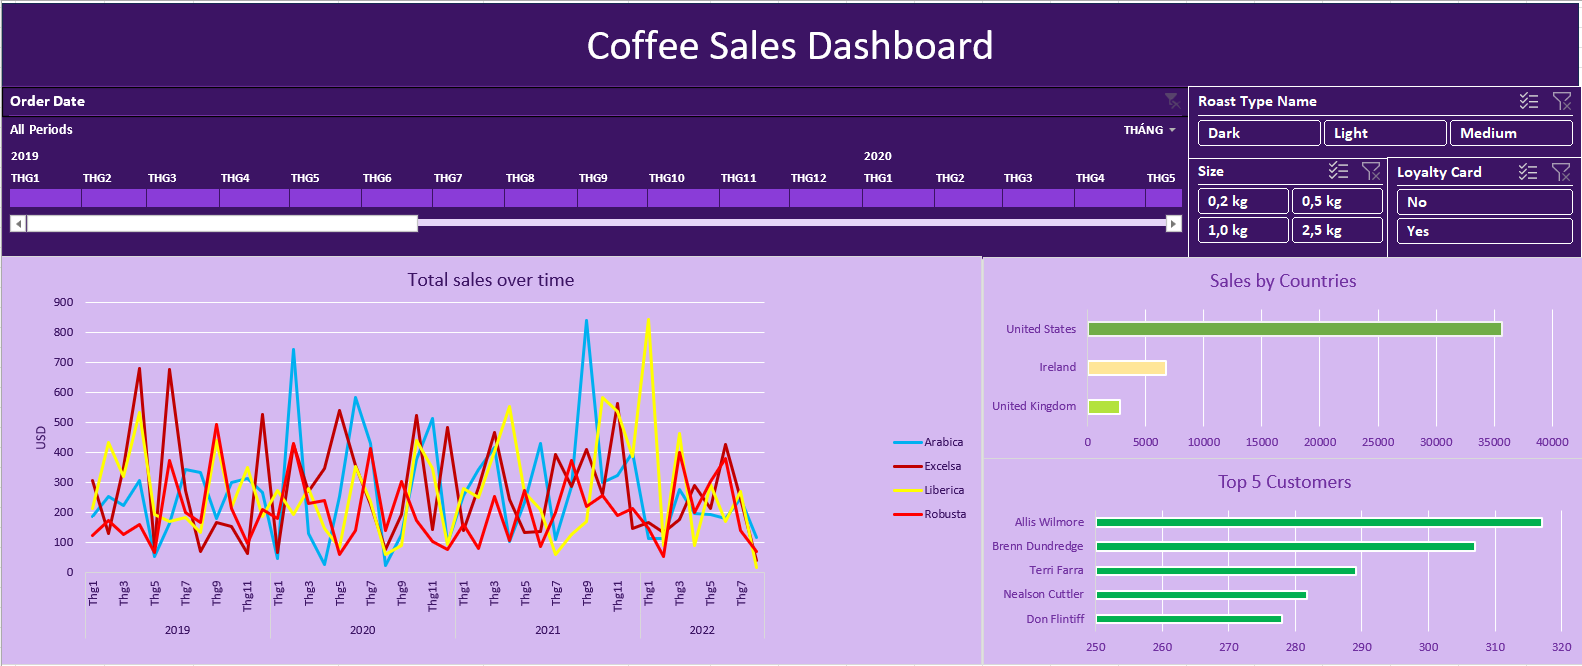 Coffee Sales Dashboard
Order Date
All Periods
THÁNG
2019 2020
THG1 THG2 THG3 THG4 THG5 THG6 THG7 THG8 THG9 THG10 THG11 THG12 THG1 THG2 THG3 THG4 THG5
Roast Type Name
Dark Light Medium
Size
0,2 kg 0,5 kg
1,0 kg 2,5 kg
Loyalty Card
No
Yes
Total sales over time
USD
900
800
700
600
500
400
300
200
100
0
Thg1 Thg3 Thg5 Thg7 Thg9 Thg11 Thg1 Thg3 Thg5 Thg7 Thg9 Thg11 Thg1 Thg3 Thg5 Thg7 Thg9 Thg11 Thg1 Thg3 Thg5 Thg7
2019 2020 2021 2022
Arabica
Excelsa
Liberica
Robusta
Sales by Countries
United States
Ireland
United Kingdom
0 5000 10000 15000 20000 25000 30000 35000 40000
Top 5 Customers
Allis Wilmore
Brenn Dundredge
Terri Farra
Nealson Cuttler
Don Flintiff
250 260 270 280 290 300 310 320